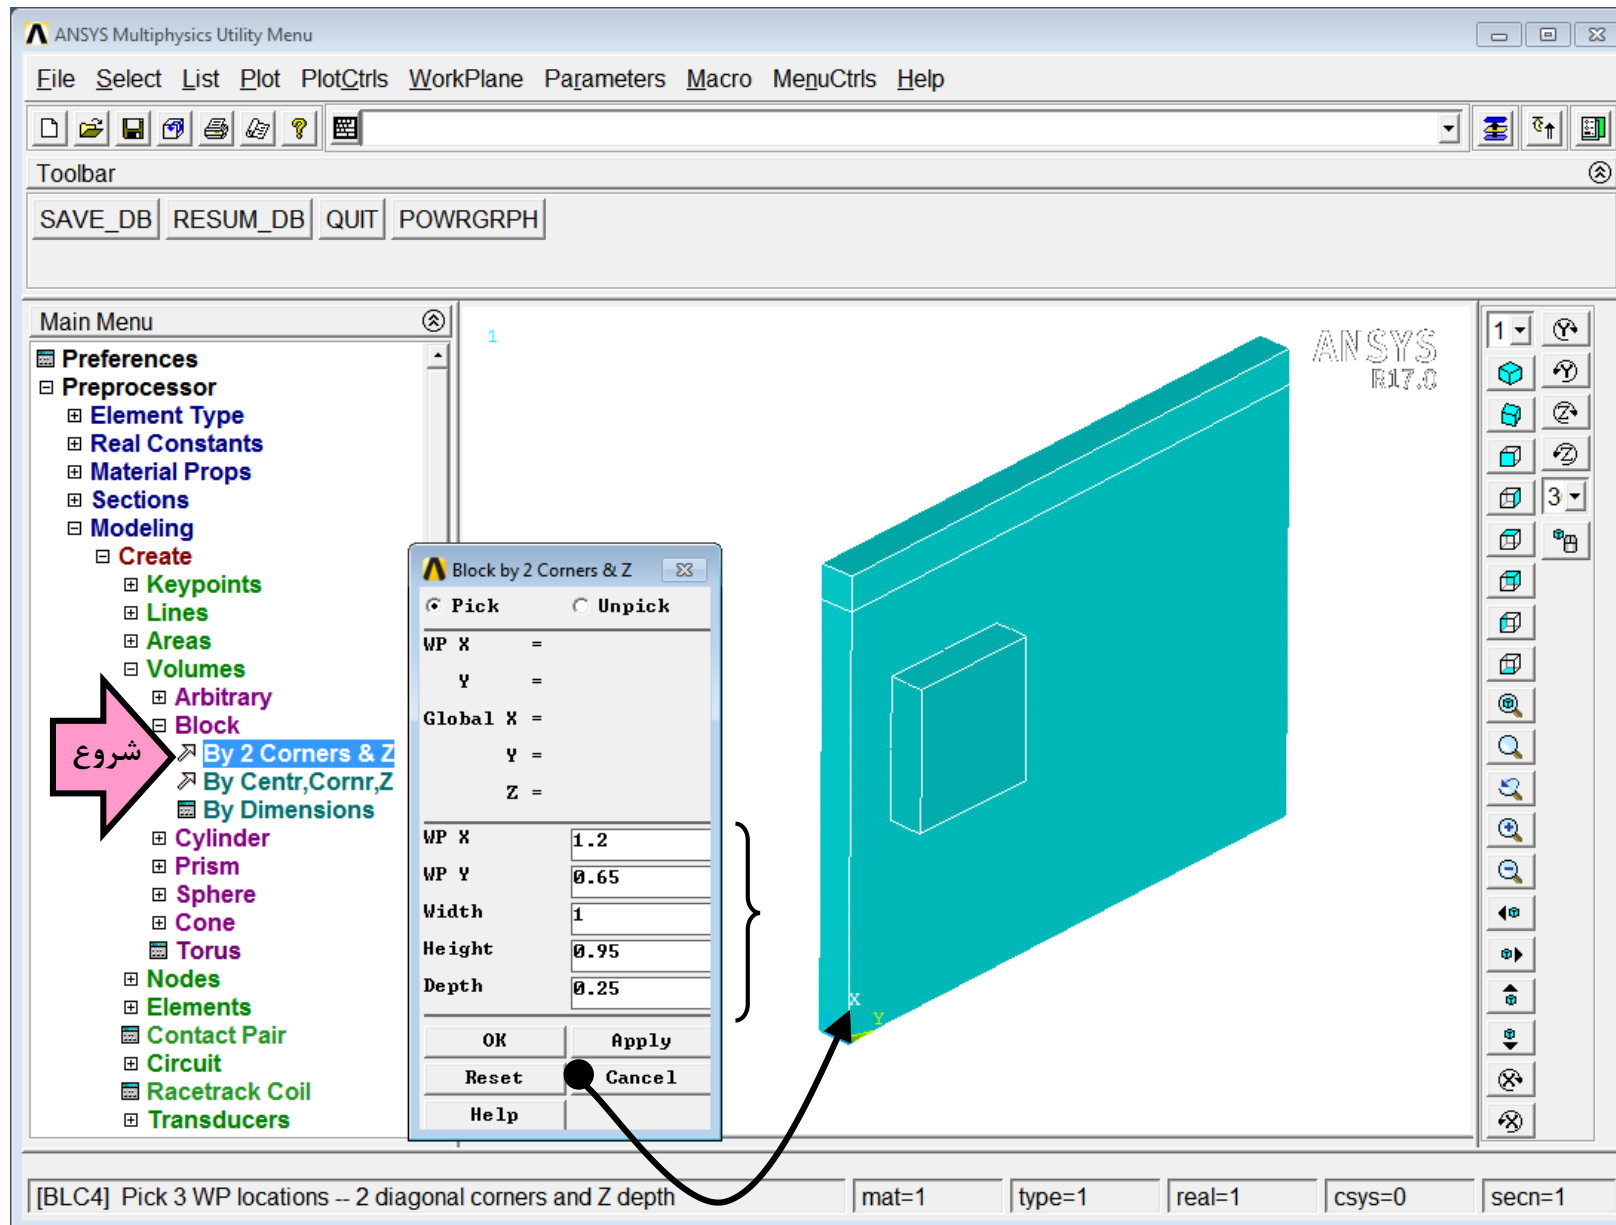 ANSYS Multiphysics Utility Menu
File Select List Plot PlotCtrls WorkPlane Parameters Macro MenuCtrls Help
Toolbar
SAVE_DB RESUM_DB QUIT POWRGRPH
Main Menu
Preferences
Preprocessor
Element Type
Real Constants
Material Props
Sections
Modeling
Create
Keypoints
Lines
Areas
Volumes
Arbitrary
Block
By 2 Corners & Z
By Centr,Cornr,Z
By Dimensions
Cylinder
Prism
Sphere
Cone
Torus
Nodes
Elements
Contact Pair
Circuit
Racetrack Coil
Transducers
شروع
Block by 2 Corners & Z
Pick Unpick
WP X =
Y =
Global X =
Y =
Z =
WP X 1.2
WP Y 0.65
Width 1
Height 0.95
Depth 0.25
OK Apply
Reset Cancel
Help
1
ANSYS
R17.0
X
Y
1
3
[BLC4] Pick 3 WP locations -- 2 diagonal corners and Z depth
mat=1 type=1 real=1 csys=0 secn=1